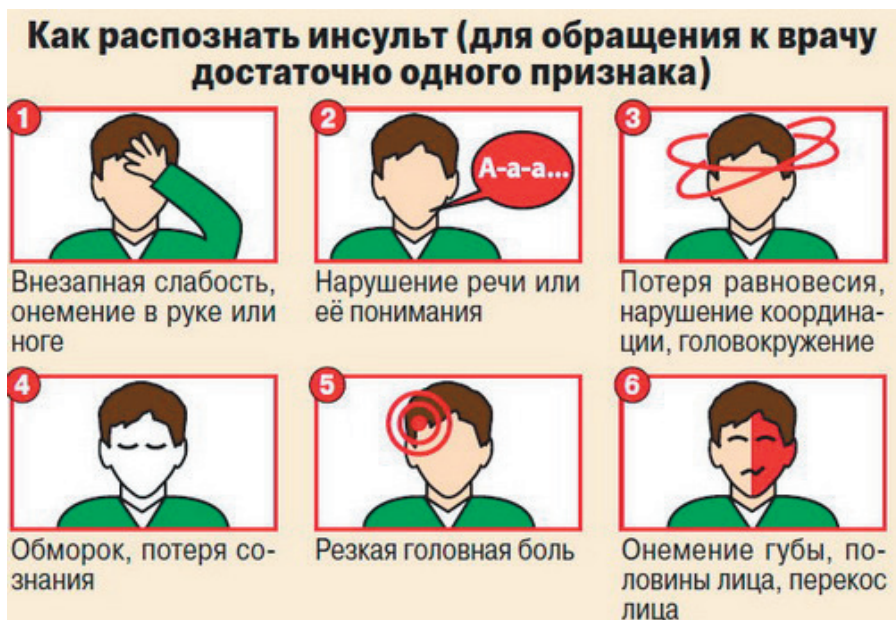 Как распознать инсульт (для обращения к врачу
достаточно одного признака)
1
Внезапная слабость,
онемение в руке или
ноге
2
А-а-а...
Нарушение речи или
её понимания
3
Потеря равновесия,
нарушение координа-
ции, головокружение
4
Обморок, потеря со-
знания
5
Резкая головная боль
6
Онемение губы, по-
ловины лица, перекос
лица